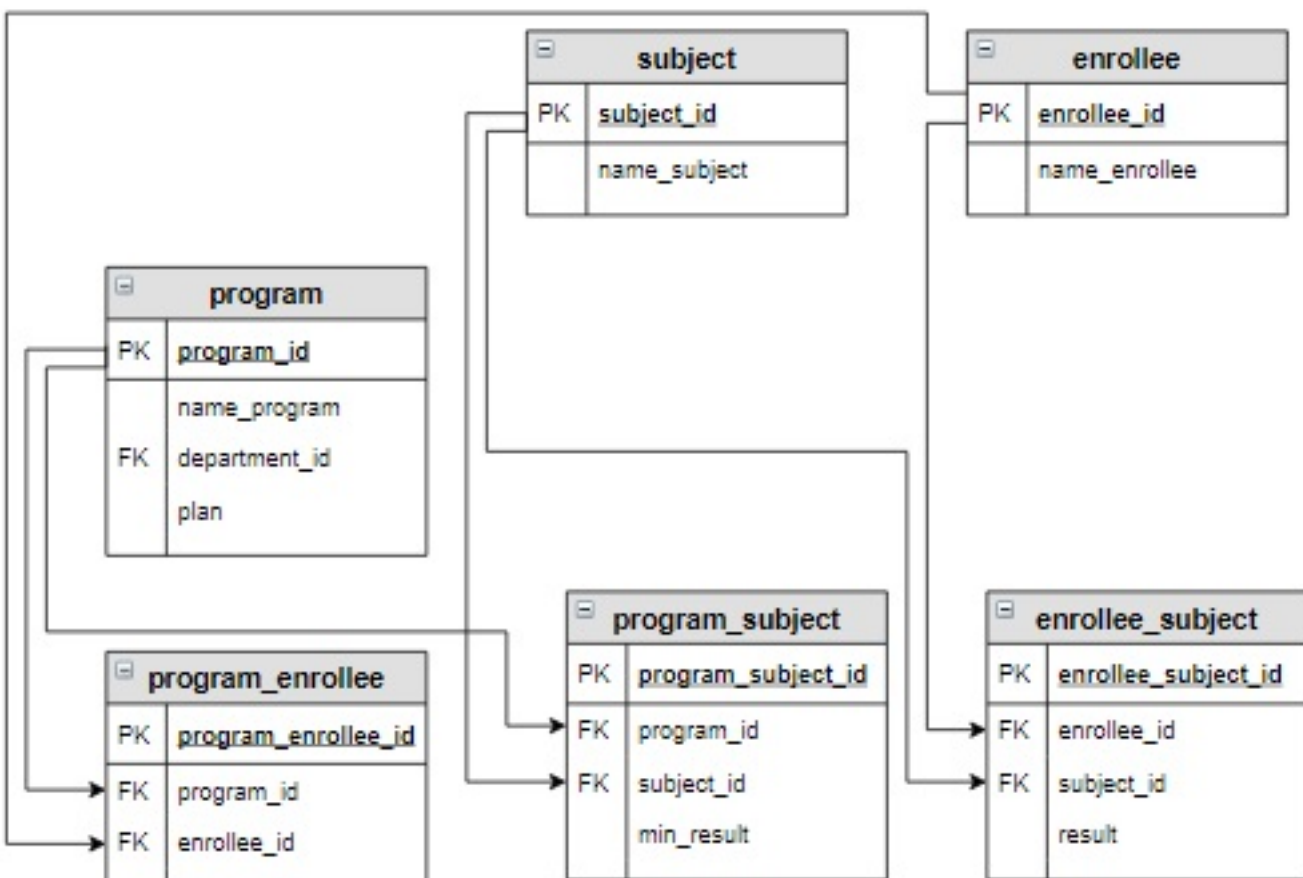 subject
PK subject_id
name_subject
enrollee
PK enrollee_id
name_enrollee
program
PK program_id
name_program
FK department_id
plan
program_enrollee
PK program_enrollee_id
FK program_id
FK enrollee_id
program_subject
PK program_subject_id
FK program_id
FK subject_id
min_result
enrollee_subject
PK enrollee_subject_id
FK enrollee_id
FK subject_id
result